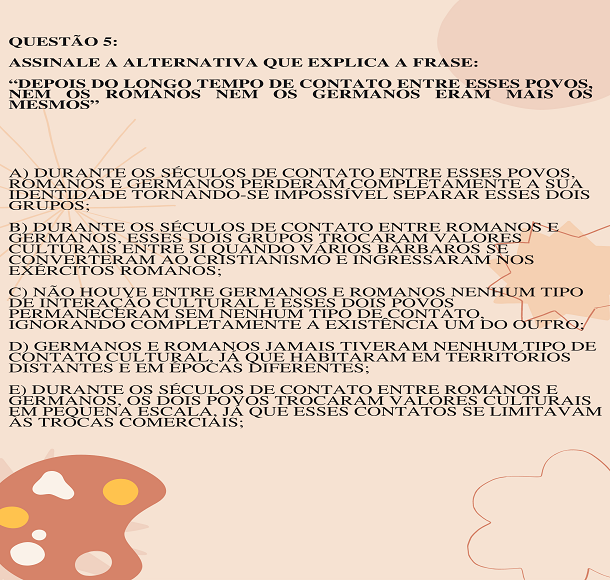 QUESTÃO 5:
ASSINALE A ALTERNATIVA QUE EXPLICA A FRASE:
“DEPOIS DO LONGO TEMPO DE CONTATO ENTRE ESSES POVOS,
NEM OS ROMANOS NEM OS GERMANOS ERAM MAIS OS
MESMOS”
A) DURANTE OS SÉCULOS DE CONTATO ENTRE ESSES POVOS,
ROMANOS E GERMANOS PERDERAM COMPLETAMENTE A SUA
IDENTIDADE TORNANDO-SE IMPOSSÍVEL SEPARAR ESSES DOIS
GRUPOS;
B) DURANTE OS SÉCULOS DE CONTATO ENTRE ROMANOS E
GERMANOS, ESSES DOIS GRUPOS TROCARAM VALORES
CULTURAIS ENTRE SI QUANDO VÁRIOS BÁRBAROS SE
CONVERTERAM AO CRISTIANISMO E INGRESSARAM NOS
EXÉRCITOS ROMANOS;
C) NÃO HOUVE ENTRE GERMANOS E ROMANOS NENHUM TIPO
DE INTERAÇÃO CULTURAL E ESSES DOIS POVOS
PERMANECERAM SEM NENHUM TIPO DE CONTATO,
IGNORANDO COMPLETAMENTE A EXISTÊNCIA UM DO OUTRO;
D) GERMANOS E ROMANOS JAMAIS TIVERAM NENHUM TIPO DE
CONTATO CULTURAL, JÁ QUE HABITARAM EM TERRITÓRIOS
DISTANTES E EM ÉPOCAS DIFERENTES;
E) DURANTE OS SÉCULOS DE CONTATO ENTRE ROMANOS E
GERMANOS, OS DOIS POVOS TROCARAM VALORES CULTURAIS
EM PEQUENA ESCALA, JÁ QUE ESSES CONTATOS SE LIMITAVAM
ÀS TROCAS COMERCIAIS;